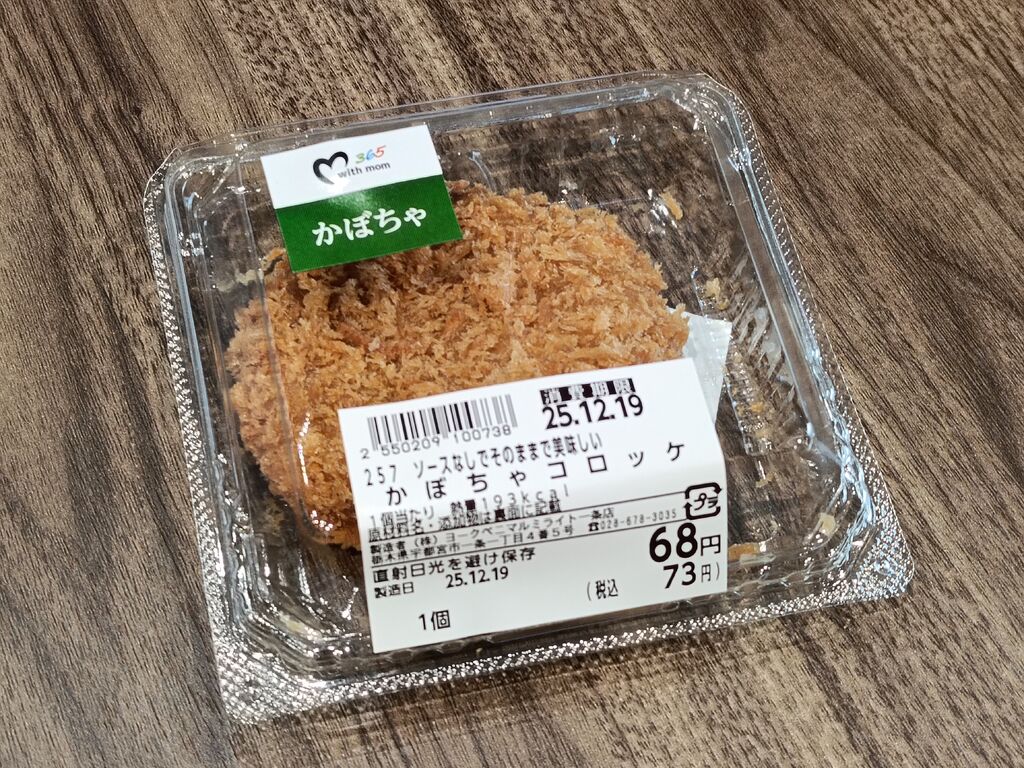 365
with mom
かぼちゃ
消費期限
25.12.19
2 550209 100738
257 ソースなしでそのままで美味しい
かぼちゃコロッケ
1個当たり 熱量193kcal
原材料名・添加物は裏面に記載
プラ
製造者 (株) ヨークベニマルミライト一条店
栃木県宇都宮市一条一丁目4番5号 ☎028-678-3035
直射日光を避け保存
68円
製造日 25.12.19
(税込 73円)
1個